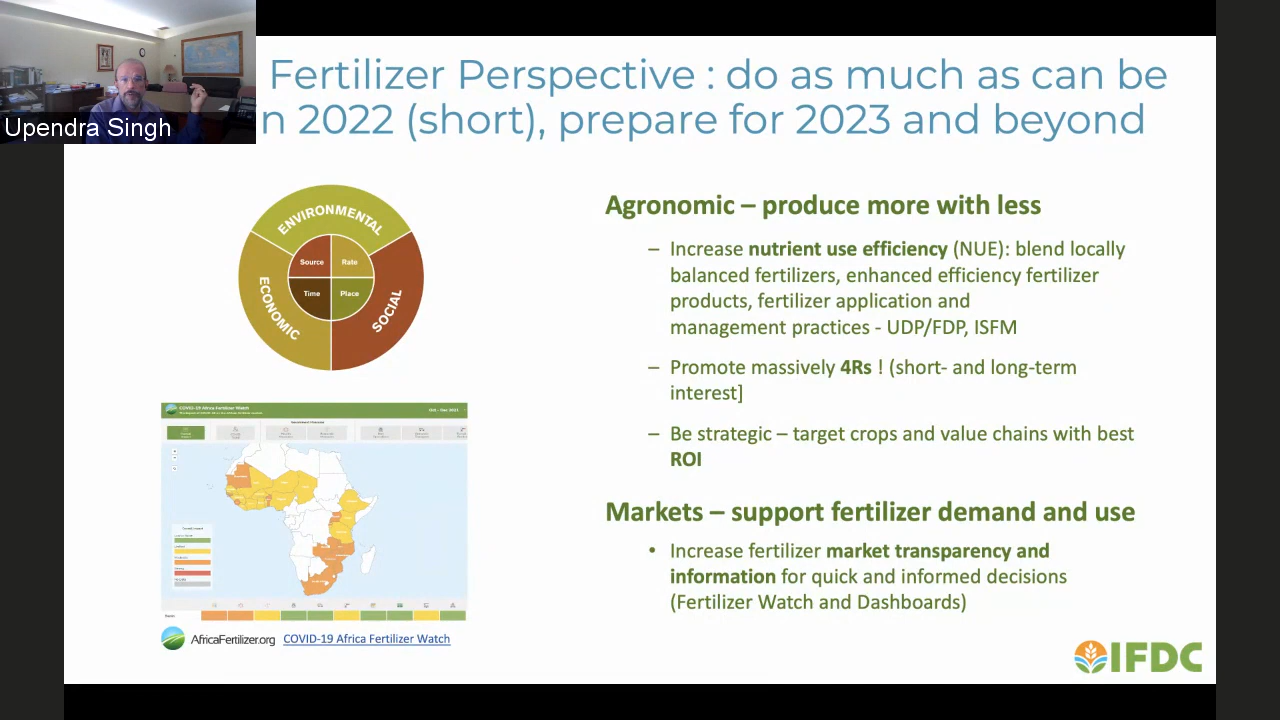 Upendra Singh
Fertilizer Perspective : do as much as can be
n 2022 (short), prepare for 2023 and beyond
ENVIRONMENTAL
ECONOMIC
SOCIAL
Source
Rate
Time
Place
Agronomic – produce more with less
– Increase nutrient use efficiency (NUE): blend locally
balanced fertilizers, enhanced efficiency fertilizer
products, fertilizer application and
management practices - UDP/FDP, ISFM
– Promote massively 4Rs ! (short- and long-term
interest]
– Be strategic – target crops and value chains with best
ROI
Markets – support fertilizer demand and use
• Increase fertilizer market transparency and
information for quick and informed decisions
(Fertilizer Watch and Dashboards)
COVID-19 Africa Fertilizer Watch
AfricaFertilizer.org COVID-19 Africa Fertilizer Watch
IFDC